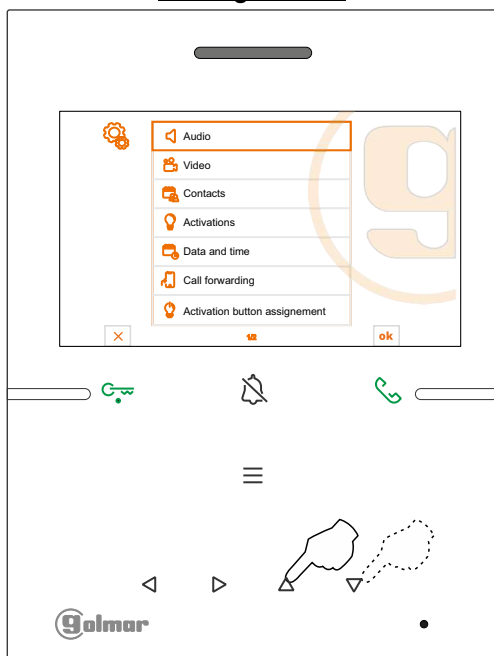 Audio
Video
Contacts
Activations
Data and time
Call forwarding
Activation button assignement
1/2
ok
golmar